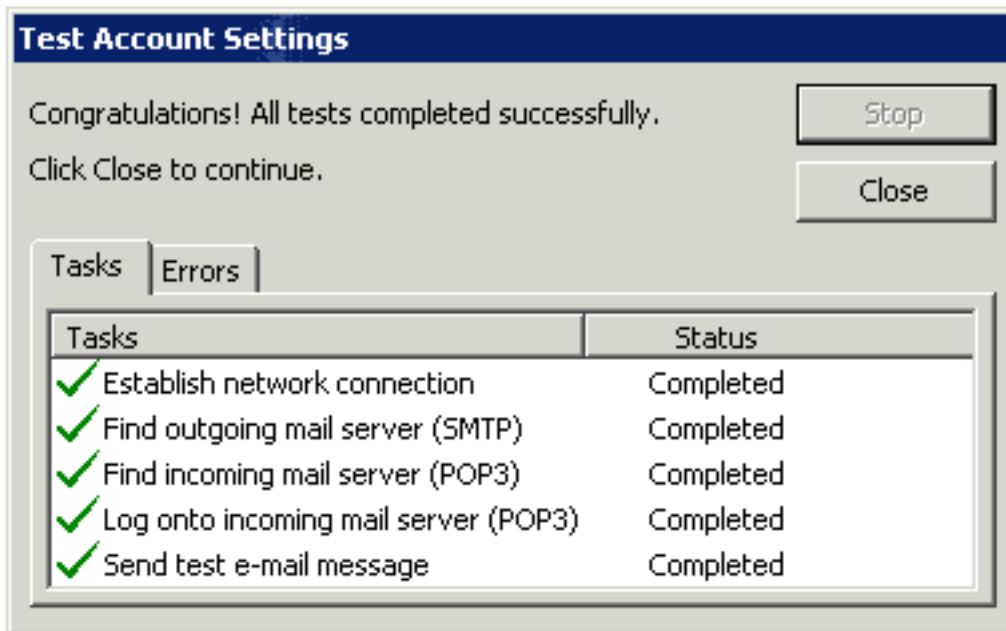 Test Account Settings
Congratulations! All tests completed successfully.
Stop
Click Close to continue.
Close
Tasks
Errors
Tasks Status
Establish network connection Completed
Find outgoing mail server (SMTP) Completed
Find incoming mail server (POP3) Completed
Log onto incoming mail server (POP3) Completed
Send test e-mail message Completed